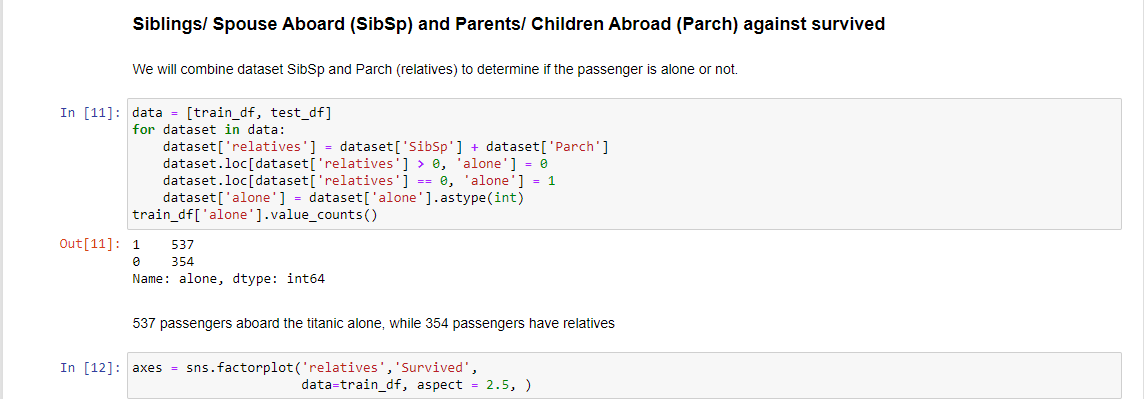 Siblings/ Spouse Aboard (SibSp) and Parents/ Children Abroad (Parch) against survived
We will combine dataset SibSp and Parch (relatives) to determine if the passenger is alone or not.
In [11]: data = [train_df, test_df]
for dataset in data:
    dataset['relatives'] = dataset['SibSp'] + dataset['Parch']
    dataset.loc[dataset['relatives'] > 0, 'alone'] = 0
    dataset.loc[dataset['relatives'] == 0, 'alone'] = 1
    dataset['alone'] = dataset['alone'].astype(int)
train_df['alone'].value_counts()
Out[11]: 1    537
0    354
Name: alone, dtype: int64
537 passengers aboard the titanic alone, while 354 passengers have relatives
In [12]: axes = sns.factorplot('relatives','Survived',
                      data=train_df, aspect = 2.5, )